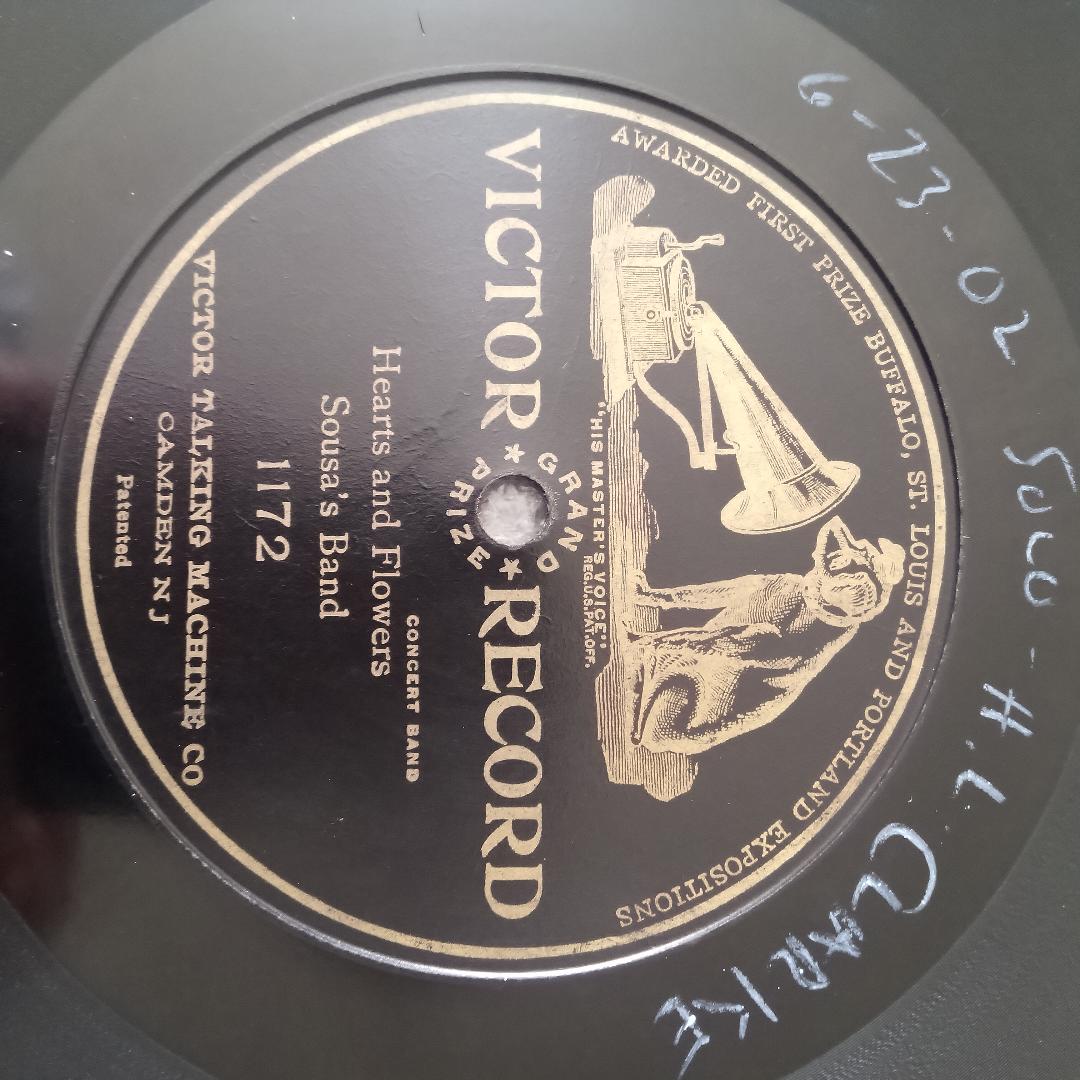 6-23-02 SOLO - H.L. CLARKE
AWARDED FIRST PRIZE BUFFALO, ST. LOUIS AND PORTLAND EXPOSITIONS
"HIS MASTER'S VOICE"
REG.U.S.PAT.OFF.
GRAND
VICTOR ★ ★ RECORD
PRIZE
CONCERT BAND
Hearts and Flowers
Sousa's Band
1172
VICTOR TALKING MACHINE CO
CAMDEN N J
Patented